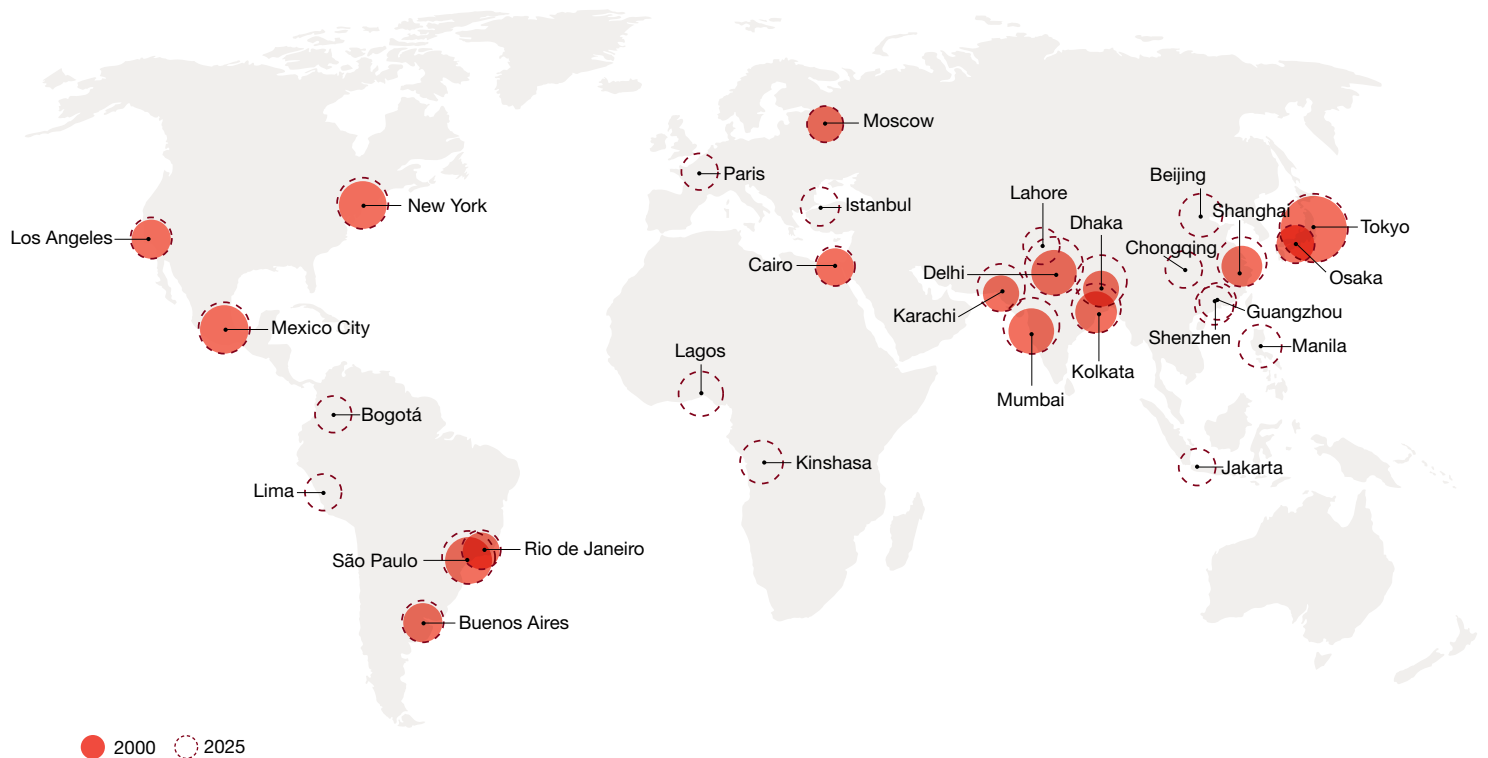 Moscow
Paris
Beijing
Lahore
Istanbul
New York
Shanghai
Dhaka
Tokyo
Los Angeles
Chongqing
Cairo
Delhi
Osaka
Guangzhou
Karachi
Mexico City
Shenzhen
Manila
Lagos
Kolkata
Mumbai
Bogotá
Kinshasa
Jakarta
Lima
Rio de Janeiro
São Paulo
Buenos Aires
2000
2025